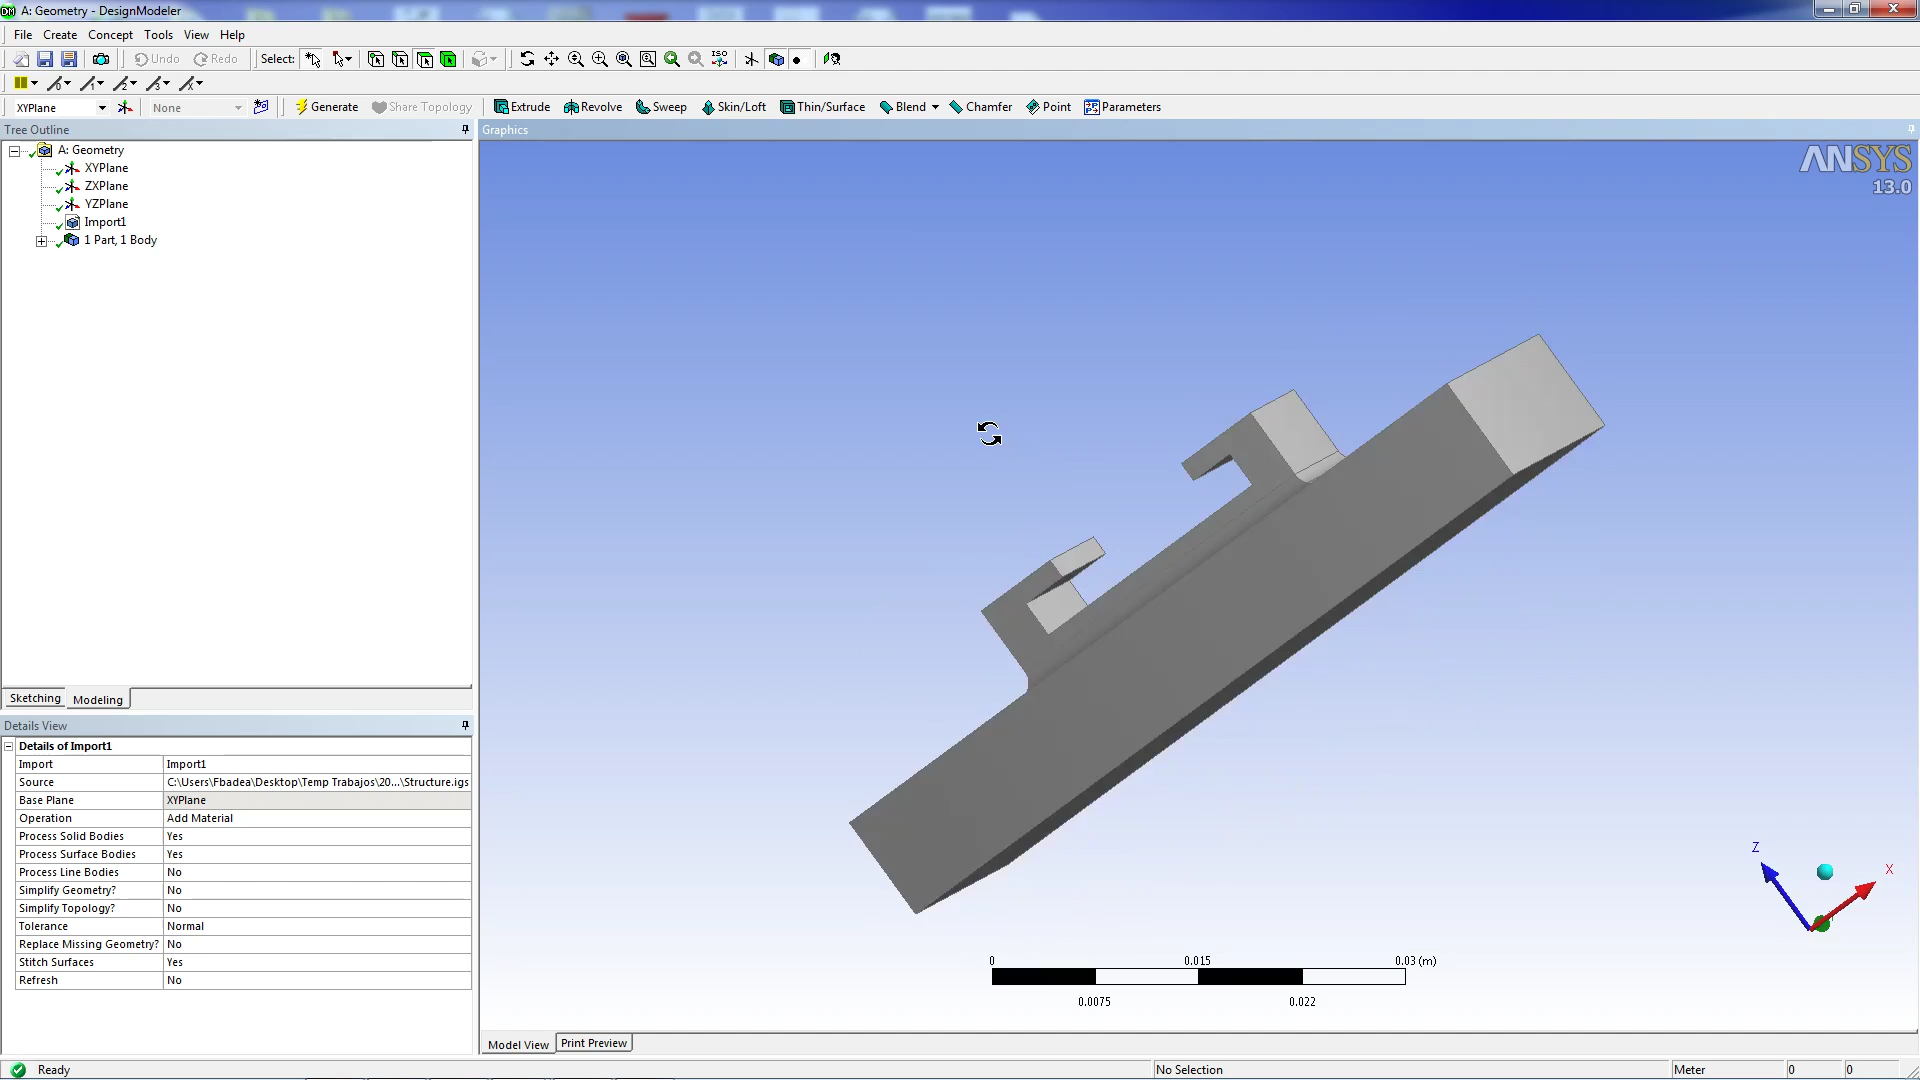 A: Geometry - DesignModeler
File Create Concept Tools View Help
Undo Redo Select: ISO
XYPlane None Generate Share Topology Extrude Revolve Sweep Skin/Loft Thin/Surface Blend Chamfer Point Parameters
Tree Outline
A: Geometry
XYPlane
ZXPlane
YZPlane
Import1
1 Part, 1 Body
Sketching Modeling
Details View
Details of Import1
Import Import1
Source C:\Users\Fbadea\Desktop\Temp Trabajos\20...\Structure.igs
Base Plane XYPlane
Operation Add Material
Process Solid Bodies Yes
Process Surface Bodies Yes
Process Line Bodies No
Simplify Geometry? No
Simplify Topology? No
Tolerance Normal
Replace Missing Geometry? No
Stitch Surfaces Yes
Refresh No
Graphics
ANSYS
13.0
Z
X
0 0.015 0.03 (m)
0.0075 0.022
Model View Print Preview
Ready No Selection Meter 0 0